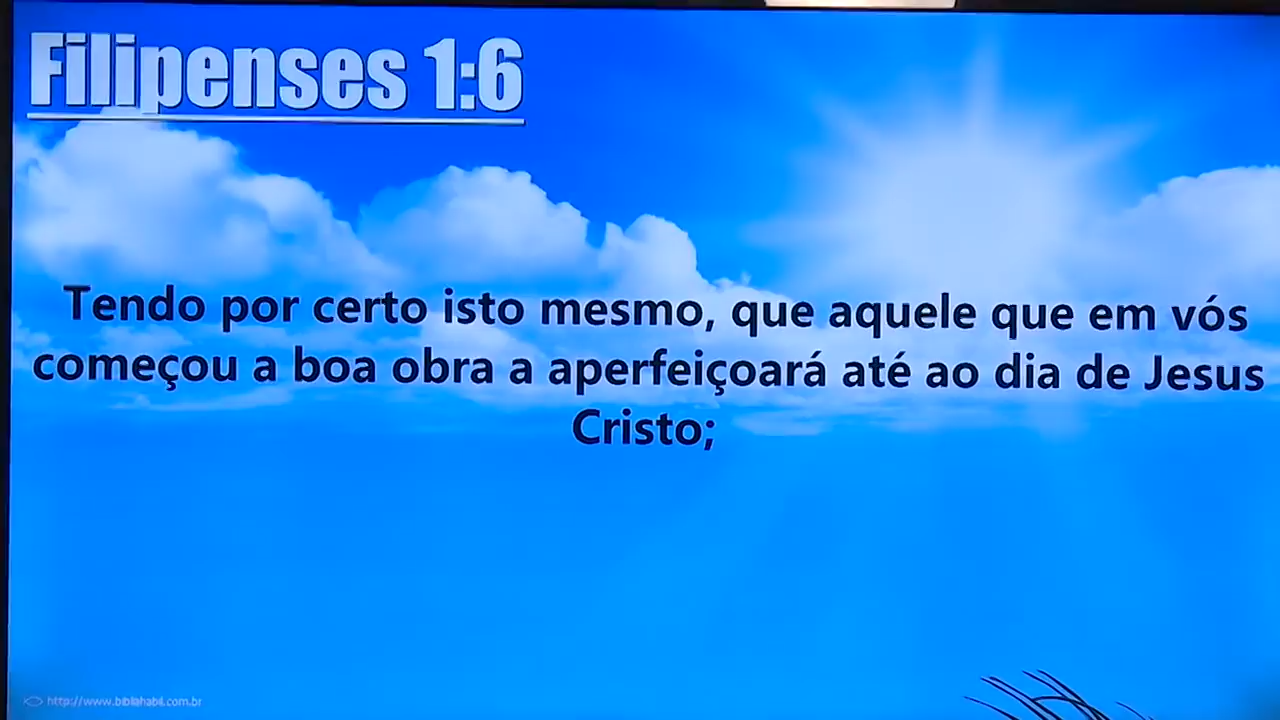 Filipenses 1:6
Tendo por certo isto mesmo, que aquele que em vós
começou a boa obra a aperfeiçoará até ao dia de Jesus
Cristo;
http://www.bibliahabil.com.br